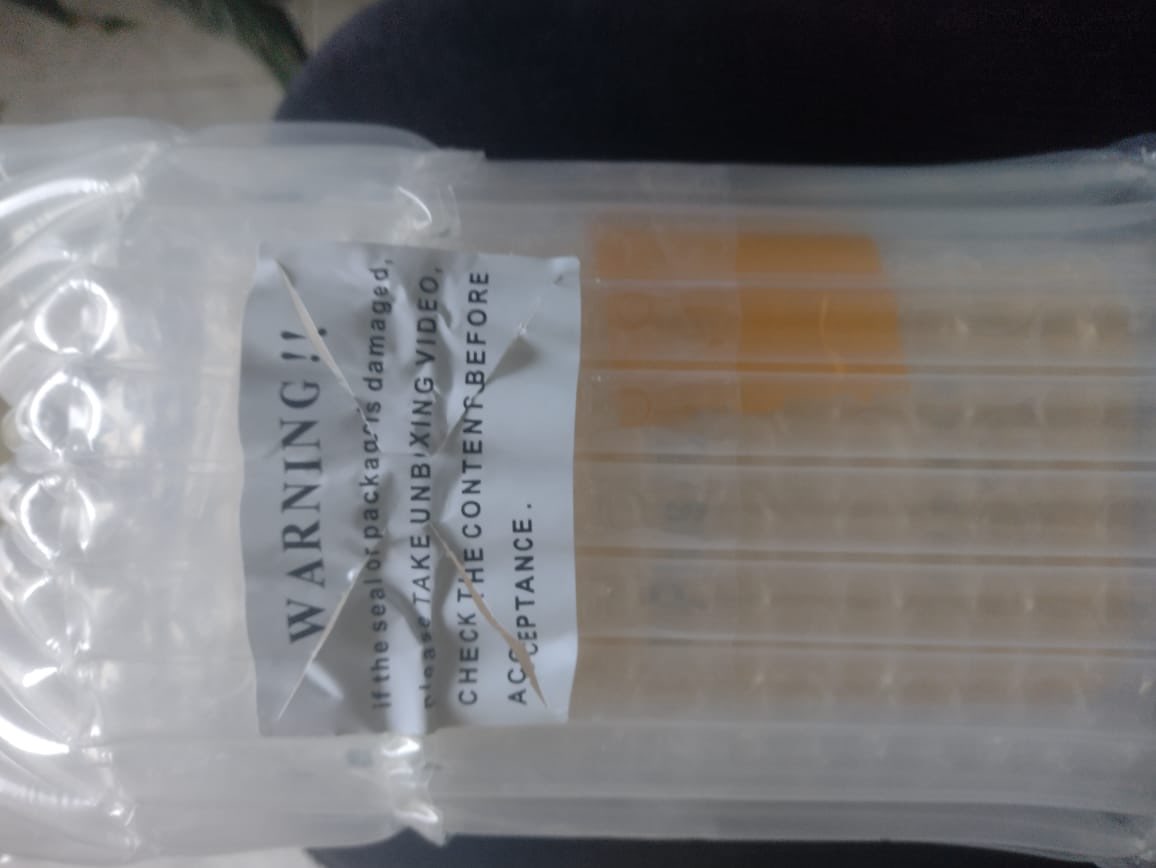 WARNING !!
If the seal or package is damaged,
please TAKE UNBOXING VIDEO,
CHECK THE CONTENT BEFORE
ACCEPTANCE.